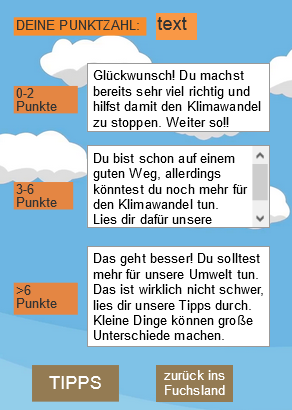 DEINE PUNKTZAHL:
text
0-2
Punkte
Glückwunsch! Du machst
bereits sehr viel richtig und
hilfst damit den Klimawandel
zu stoppen. Weiter so!!
3-6
Punkte
Du bist schon auf einem
guten Weg, allerdings
könntest du noch mehr für
den Klimawandel tun.
Lies dir dafür unsere
>6
Punkte
Das geht besser! Du solltest
mehr für unsere Umwelt tun.
Das ist wirklich nicht schwer,
lies dir unsere Tipps durch.
Kleine Dinge können große
Unterschiede machen.
TIPPS
zurück ins
Fuchsland